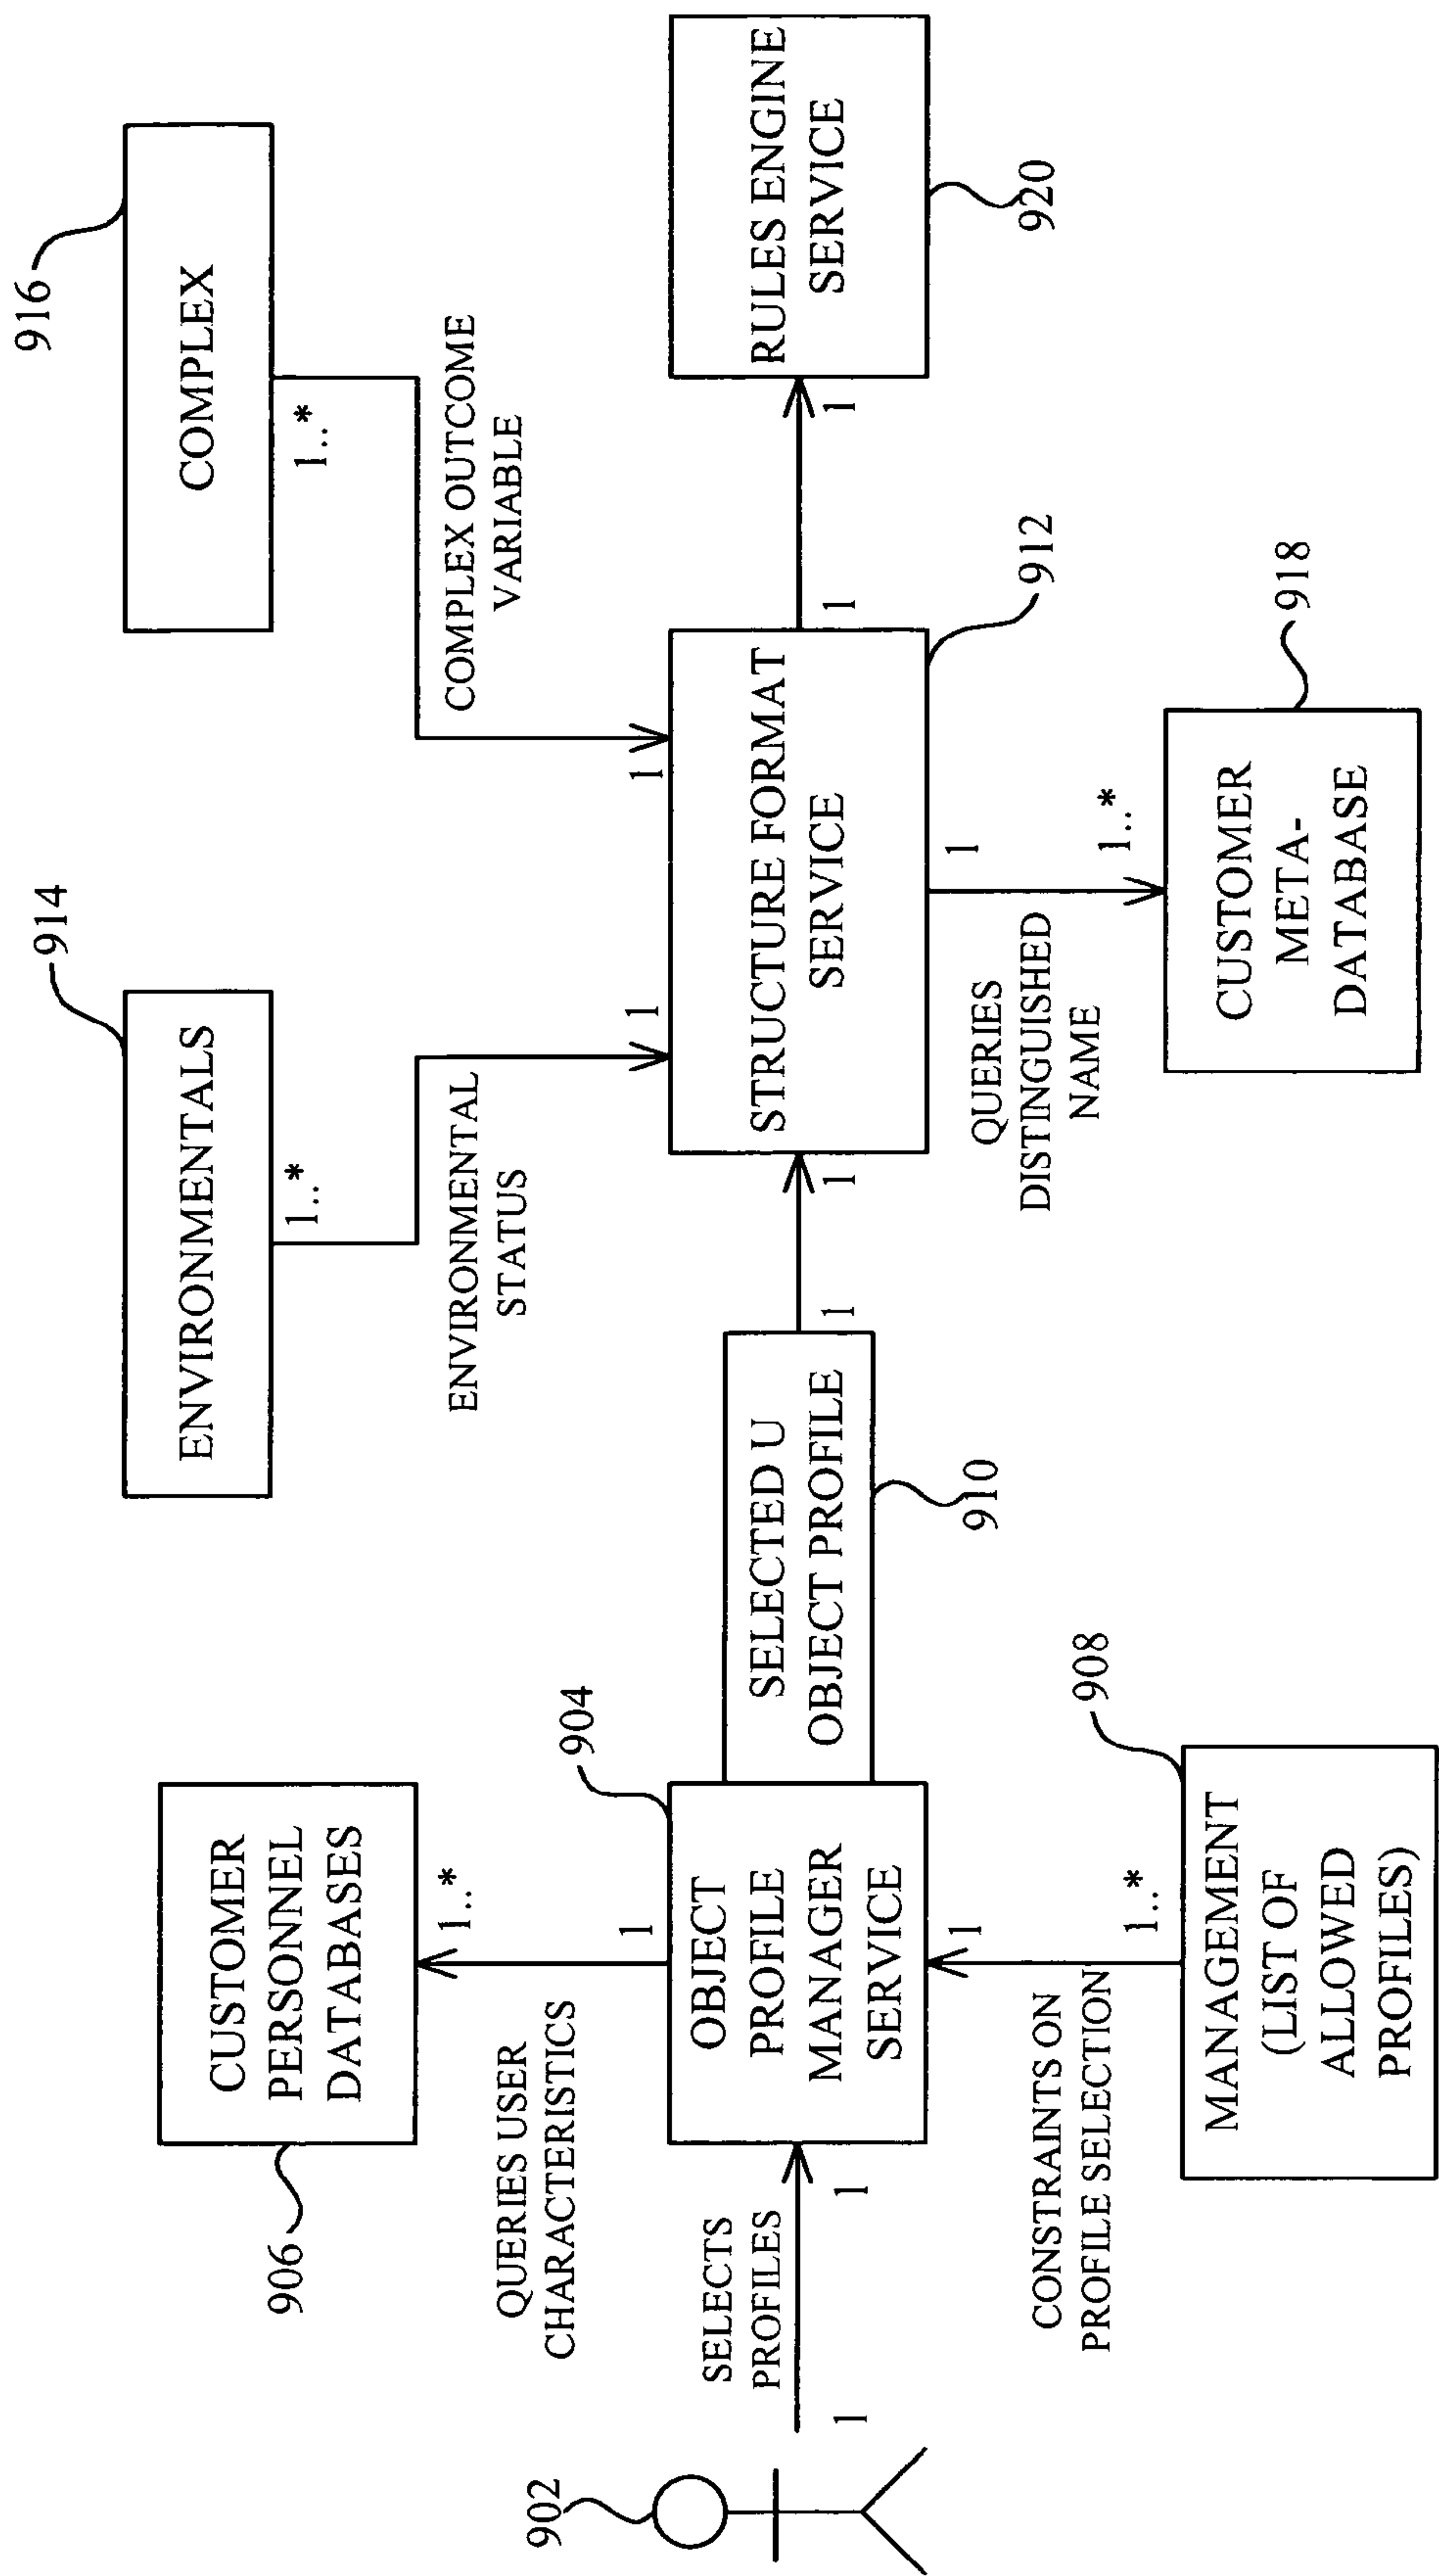 916
COMPLEX
1..*
COMPLEX OUTCOME
VARIABLE
1
914
ENVIRONMENTALS
1..*
ENVIRONMENTAL
STATUS
1
906
CUSTOMER
PERSONNEL
DATABASES
1..*
QUERIES USER
CHARACTERISTICS
1
902
SELECTS
PROFILES
1
1
904
OBJECT
PROFILE
MANAGER
SERVICE
SELECTED U
OBJECT PROFILE
910
1
1
STRUCTURE FORMAT
SERVICE
912
1
1
RULES ENGINE
SERVICE
920
1
CONSTRAINTS ON
PROFILE SELECTION
1..*
908
MANAGEMENT
(LIST OF
ALLOWED
PROFILES)
1
QUERIES
DISTINGUISHED
NAME
1..*
918
CUSTOMER
META-
DATABASE